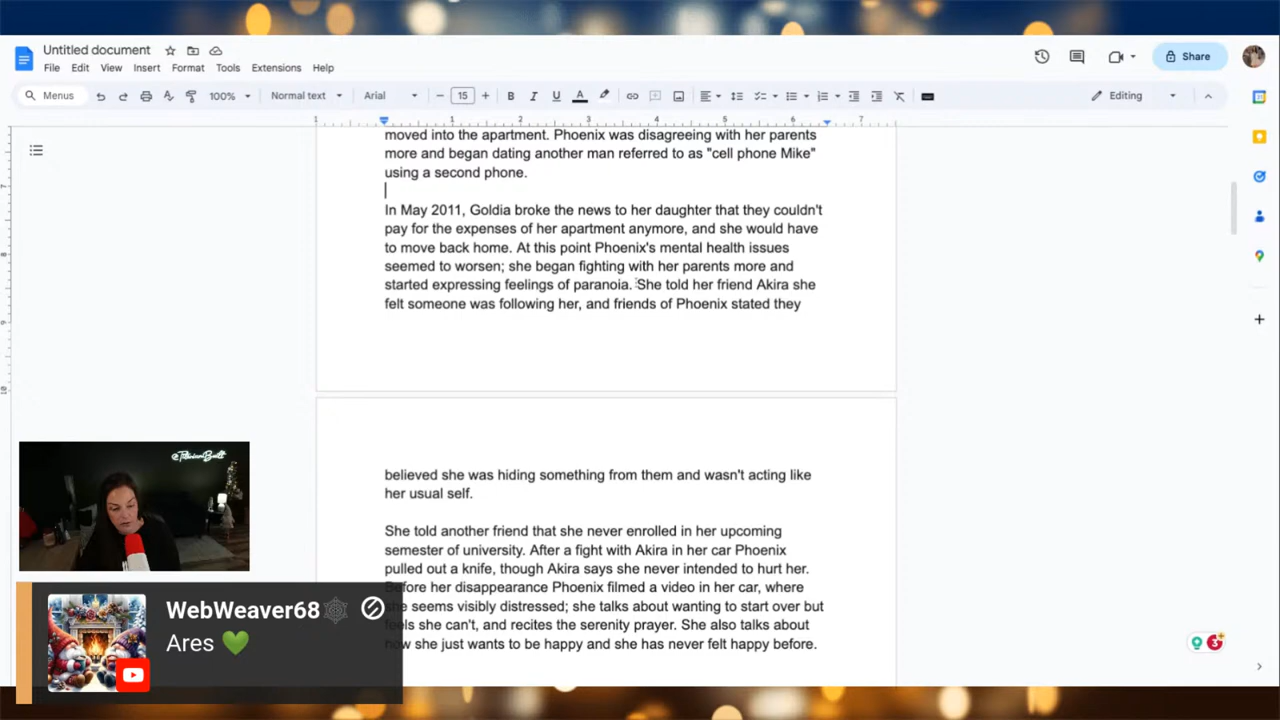 Untitled document
File Edit View Insert Format Tools Extensions Help
Share
Menus 100% Normal text Arial 15 B I U A Editing
1 1 2 3 4 5 6 7
moved into the apartment. Phoenix was disagreeing with her parents
more and began dating another man referred to as "cell phone Mike"
using a second phone.
In May 2011, Goldia broke the news to her daughter that they couldn't
pay for the expenses of her apartment anymore, and she would have
to move back home. At this point Phoenix's mental health issues
seemed to worsen; she began fighting with her parents more and
started expressing feelings of paranoia. She told her friend Akira she
felt someone was following her, and friends of Phoenix stated they
believed she was hiding something from them and wasn't acting like
her usual self.
She told another friend that she never enrolled in her upcoming
semester of university. After a fight with Akira in her car Phoenix
pulled out a knife, though Akira says she never intended to hurt her.
Before her disappearance Phoenix filmed a video in her car, where
she seems visibly distressed; she talks about wanting to start over but
feels she can't, and recites the serenity prayer. She also talks about
how she just wants to be happy and she has never felt happy before.
WebWeaver68
Ares 💚